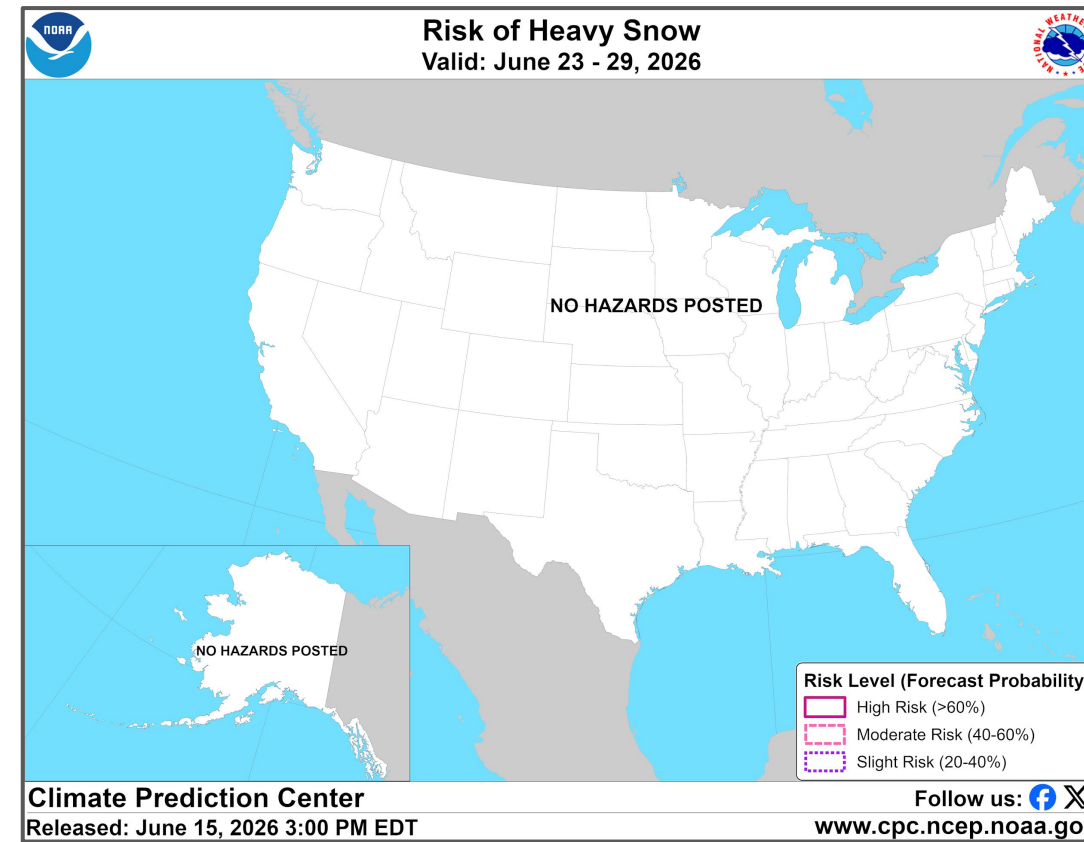 NOAA
Risk of Heavy Snow
Valid: June 23 - 29, 2026
NO HAZARDS POSTED
NO HAZARDS POSTED
Risk Level (Forecast Probability
High Risk (>60%)
Moderate Risk (40-60%)
Slight Risk (20-40%)
Climate Prediction Center
Follow us:
Released: June 15, 2026 3:00 PM EDT
www.cpc.ncep.noaa.go